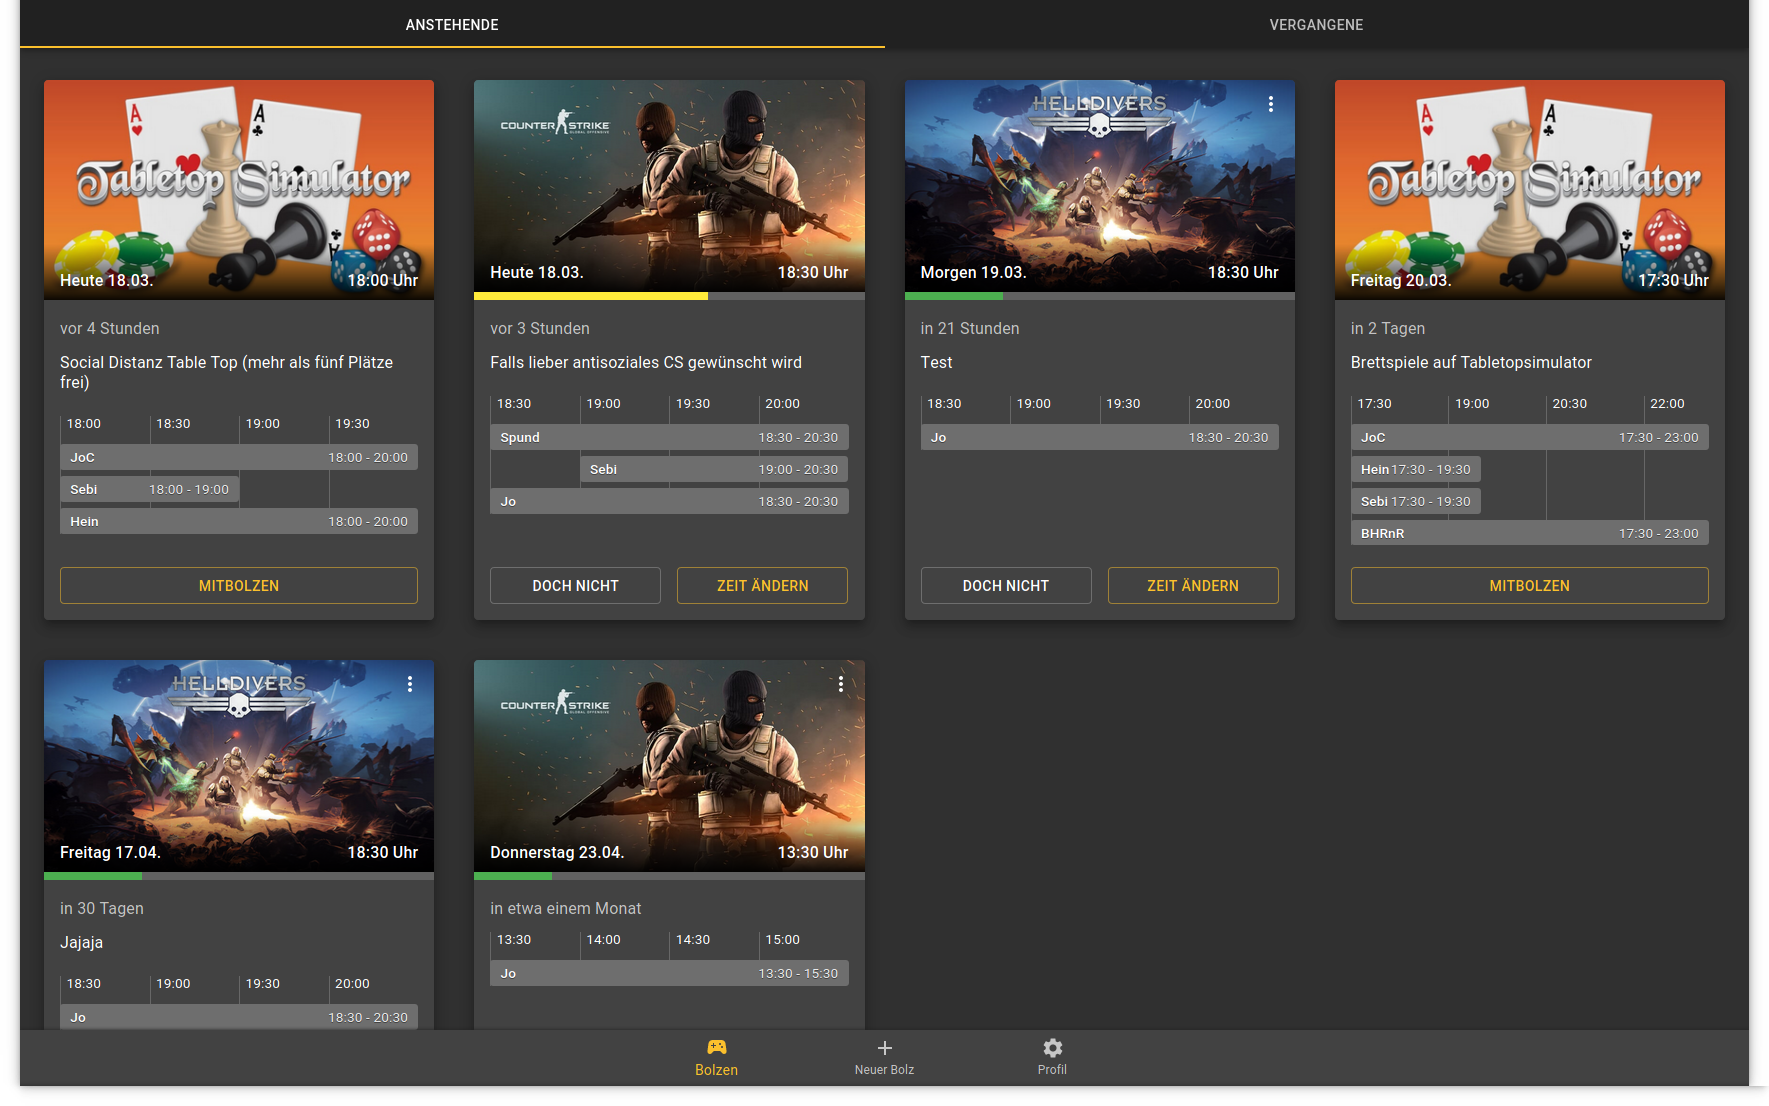 ANSTEHENDE
VERGANGENE
A
A
Tabletop Simulator
A
Heute 18.03.
18:00 Uhr
vor 4 Stunden
Social Distanz Table Top (mehr als fünf Plätze
frei)
18:00
18:30
19:00
19:30
JoC
18:00 - 20:00
Sebi
18:00 - 19:00
Hein
18:00 - 20:00
MITBOLZEN
COUNTER STRIKE
GLOBAL OFFENSIVE
Heute 18.03.
18:30 Uhr
vor 3 Stunden
Falls lieber antisoziales CS gewünscht wird
18:30
19:00
19:30
20:00
Spund
18:30 - 20:30
Sebi
19:00 - 20:30
Jo
18:30 - 20:30
DOCH NICHT
ZEIT ÄNDERN
HELLDIVERS
Morgen 19.03.
18:30 Uhr
in 21 Stunden
Test
18:30
19:00
19:30
20:00
Jo
18:30 - 20:30
DOCH NICHT
ZEIT ÄNDERN
A
A
Tabletop Simulator
A
Freitag 20.03.
17:30 Uhr
in 2 Tagen
Brettspiele auf Tabletopsimulator
17:30
19:00
20:30
22:00
JoC
17:30 - 23:00
Hein 17:30 - 19:30
Sebi 17:30 - 19:30
BHRnR
17:30 - 23:00
MITBOLZEN
HELLDIVERS
Freitag 17.04.
18:30 Uhr
in 30 Tagen
Jajaja
18:30
19:00
19:30
20:00
Jo
18:30 - 20:30
COUNTER STRIKE
GLOBAL OFFENSIVE
Donnerstag 23.04.
13:30 Uhr
in etwa einem Monat
13:30
14:00
14:30
15:00
Jo
13:30 - 15:30
Bolzen
Neuer Bolz
Profil